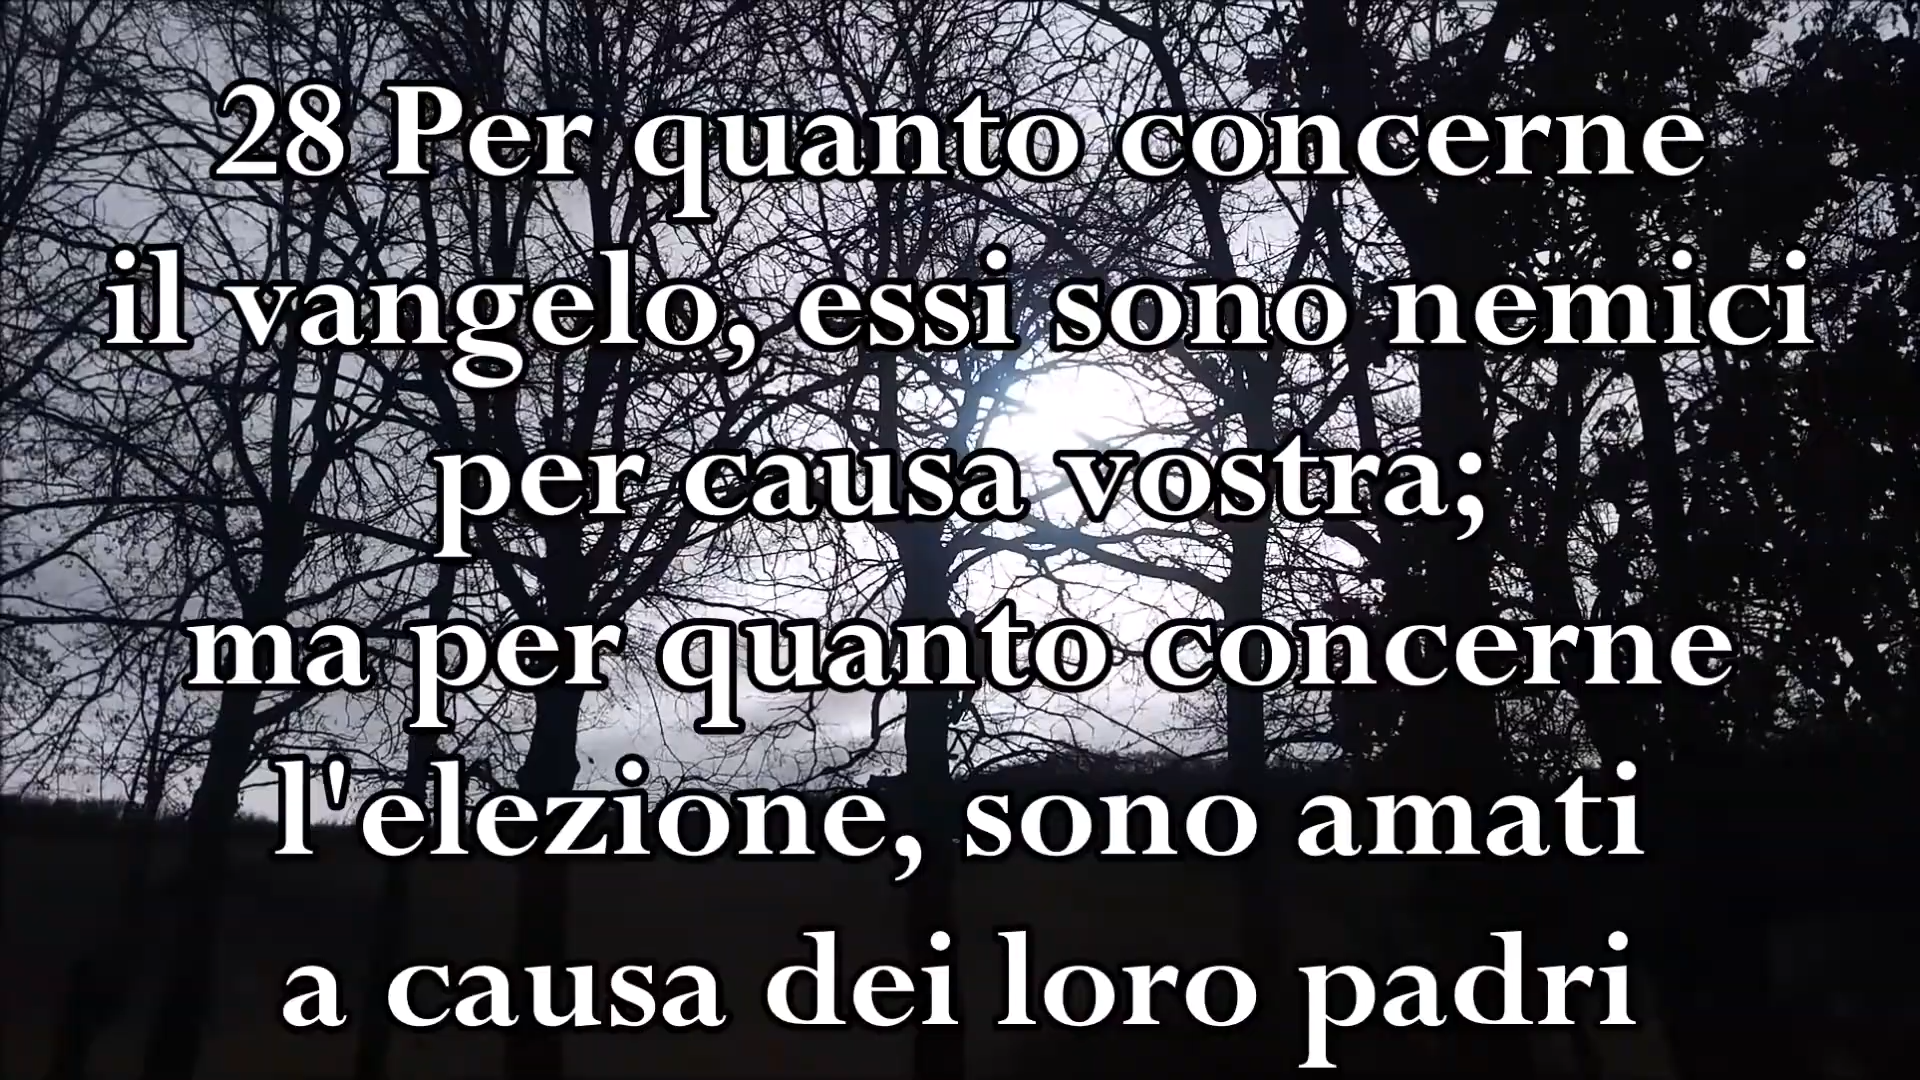 28 Per quanto concerne
il vangelo, essi sono nemici
per causa vostra;
ma per quanto concerne
l'elezione, sono amati
a causa dei loro padri